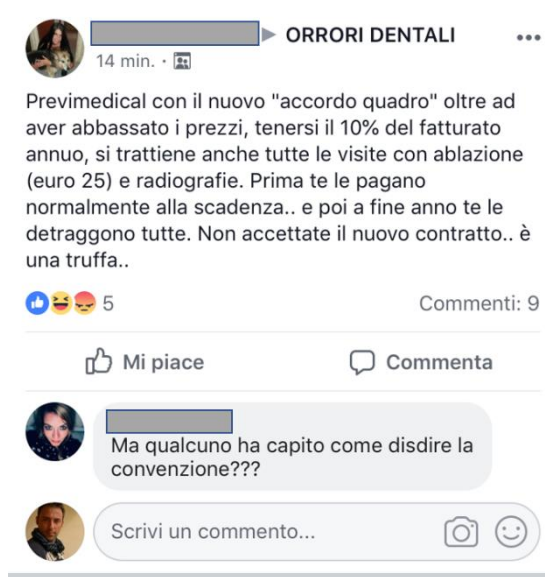 ▶ ORRORI DENTALI
14 min. ·
Previmedical con il nuovo "accordo quadro" oltre ad
aver abbassato i prezzi, tenersi il 10% del fatturato
annuo, si trattiene anche tutte le visite con ablazione
(euro 25) e radiografie. Prima te le pagano
normalmente alla scadenza.. e poi a fine anno te le
detraggono tutte. Non accettate il nuovo contratto.. è
una truffa..
5 Commenti: 9
Mi piace Commenta
Ma qualcuno ha capito come disdire la
convenzione???
Scrivi un commento...